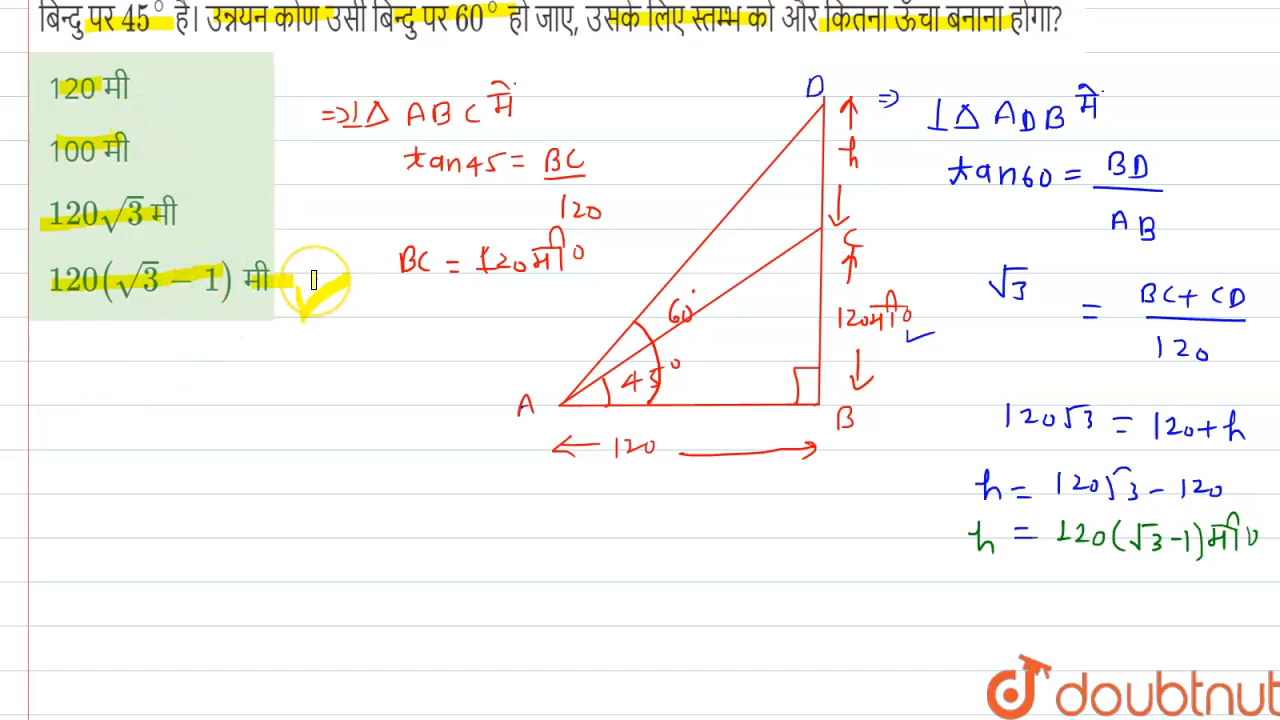 बिन्दु पर 45° है। उन्नयन कोण उसी बिन्दु पर 60° हो जाए, उसके लिए स्तम्भ को और कितना ऊँचा बनाना होगा?
120 मी
100 मी
120√3 मी
120(√3 − 1) मी
⇒ ⊥Δ ABC में
tan45 = BC/120
BC = 120 मी०
D
h
C
120 मी०
60°
45°
A
B
120
⇒ ⊥Δ ADB में
tan60 = BD/AB
√3 = BC+CD/120
120√3 = 120+h
h = 120√3 − 120
h = 120(√3−1) मी०
doubtnut